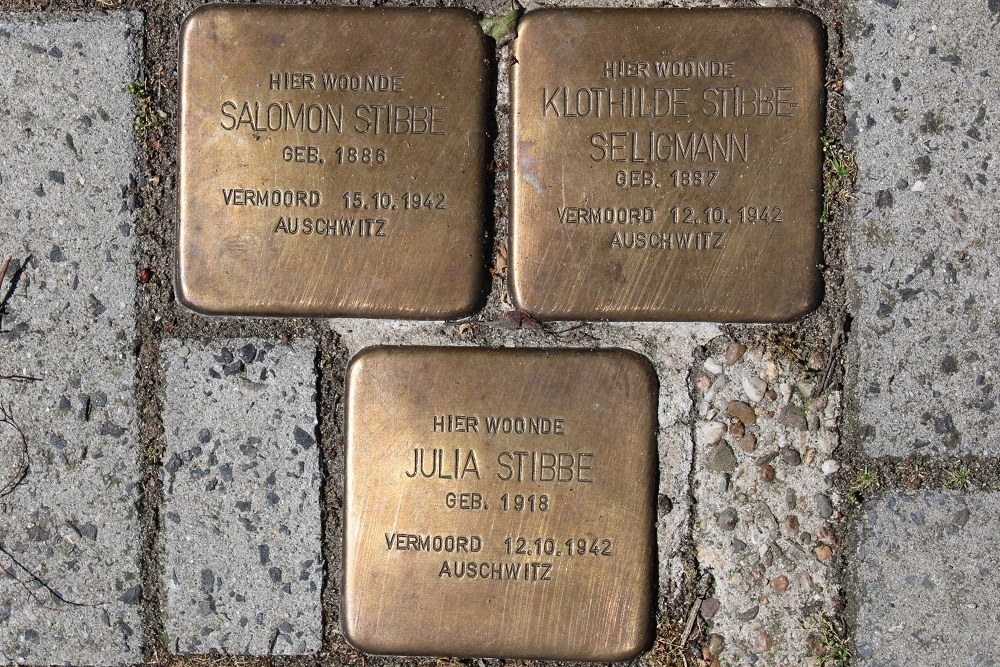 HIER WOONDE
SALOMON STIBBE
GEB. 1886
VERMOORD 15.10.1942
AUSCHWITZ
HIER WOONDE
KLOTHILDE STIBBE-
SELIGMANN
GEB. 1887
VERMOORD 12.10.1942
AUSCHWITZ
HIER WOONDE
JULIA STIBBE
GEB. 1918
VERMOORD 12.10.1942
AUSCHWITZ